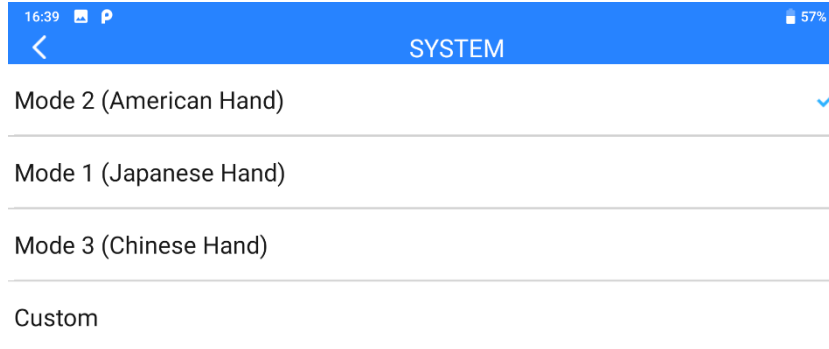 16:39 57%
SYSTEM
Mode 2 (American Hand)
Mode 1 (Japanese Hand)
Mode 3 (Chinese Hand)
Custom